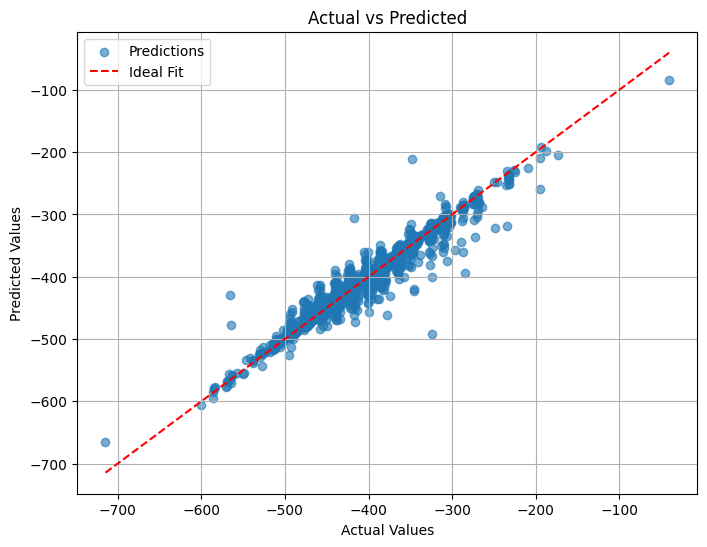 Actual vs Predicted
Predictions
Ideal Fit
−100
−200
−300
−400
−500
−600
−700
Predicted Values
−700 −600 −500 −400 −300 −200 −100
Actual Values